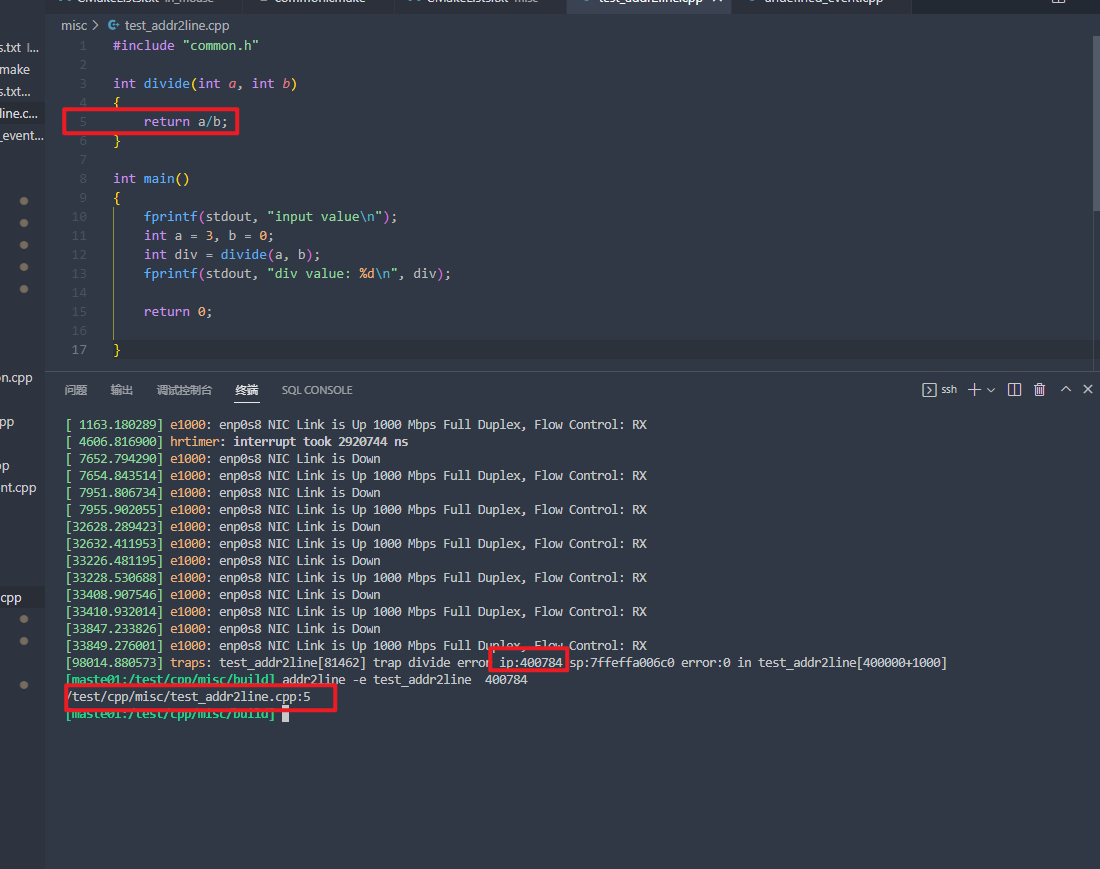 misc > test_addr2line.cpp
1 #include "common.h"
2
3 int divide(int a, int b)
4 {
5 return a/b;
6 }
7
8 int main()
9 {
10 fprintf(stdout, "input value\n");
11 int a = 3, b = 0;
12 int div = divide(a, b);
13 fprintf(stdout, "div value: %d\n", div);
14
15 return 0;
16
17 }
s.txt I...
make
s.txt...
line.c...
_event...
on.cpp
pp
p
nt.cpp
cpp
问题 输出 调试控制台 终端 SQL CONSOLE ssh
[ 1163.180289] e1000: enp0s8 NIC Link is Up 1000 Mbps Full Duplex, Flow Control: RX
[ 4606.816900] hrtimer: interrupt took 2920744 ns
[ 7652.794290] e1000: enp0s8 NIC Link is Down
[ 7654.843514] e1000: enp0s8 NIC Link is Up 1000 Mbps Full Duplex, Flow Control: RX
[ 7951.806734] e1000: enp0s8 NIC Link is Down
[ 7955.902055] e1000: enp0s8 NIC Link is Up 1000 Mbps Full Duplex, Flow Control: RX
[32628.289423] e1000: enp0s8 NIC Link is Down
[32632.411953] e1000: enp0s8 NIC Link is Up 1000 Mbps Full Duplex, Flow Control: RX
[33226.481195] e1000: enp0s8 NIC Link is Down
[33228.530688] e1000: enp0s8 NIC Link is Up 1000 Mbps Full Duplex, Flow Control: RX
[33408.907546] e1000: enp0s8 NIC Link is Down
[33410.932014] e1000: enp0s8 NIC Link is Up 1000 Mbps Full Duplex, Flow Control: RX
[33847.233826] e1000: enp0s8 NIC Link is Down
[33849.276001] e1000: enp0s8 NIC Link is Up 1000 Mbps Full Duplex, Flow Control: RX
[98014.880573] traps: test_addr2line[81462] trap divide error ip:400784 sp:7ffeffa006c0 error:0 in test_addr2line[400000+1000]
[maste01:/test/cpp/misc/build] addr2line -e test_addr2line 400784
/test/cpp/misc/test_addr2line.cpp:5
[maste01:/test/cpp/misc/build]